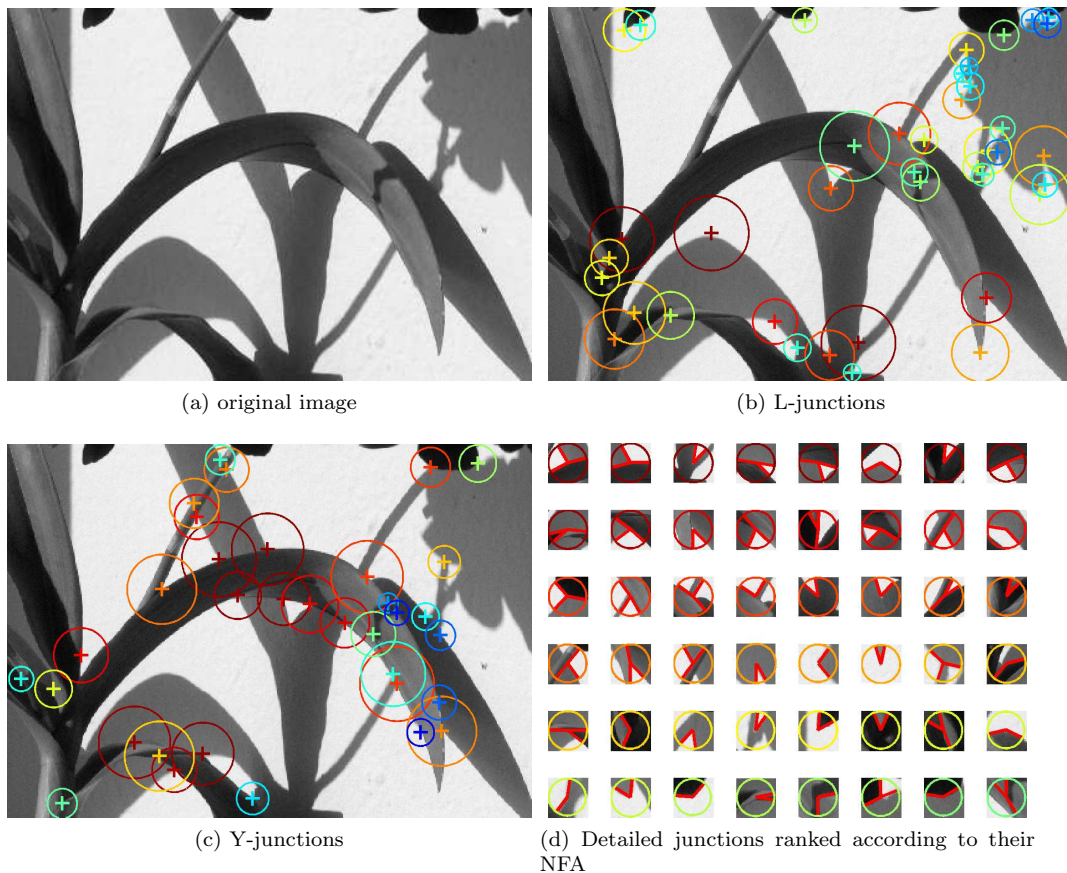 (a) original image
(b) L-junctions
(c) Y-junctions
(d) Detailed junctions ranked according to their
NFA